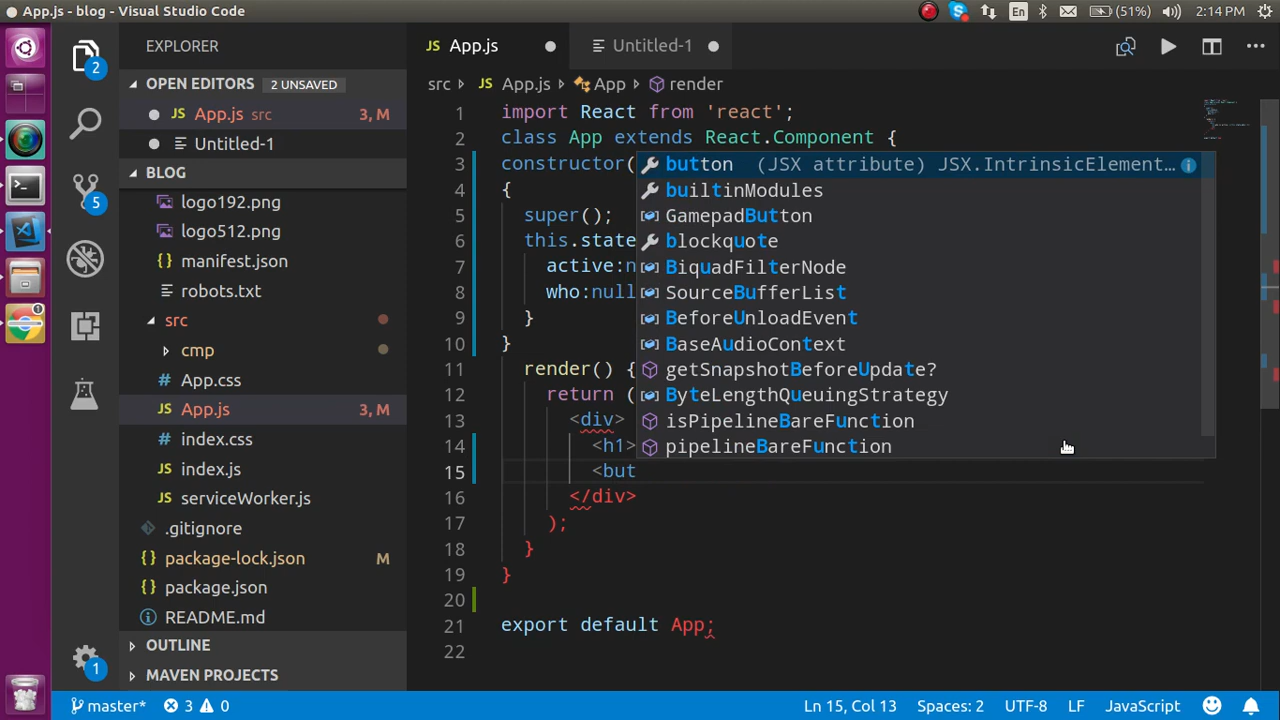 App.js - blog - Visual Studio Code
En
(51%)
2:14 PM
EXPLORER
OPEN EDITORS 2 UNSAVED
JS App.js src 3, M
Untitled-1
BLOG
logo192.png
logo512.png
manifest.json
robots.txt
src
cmp
App.css
JS App.js 3, M
index.css
JS index.js
JS serviceWorker.js
.gitignore
{} package-lock.json M
{} package.json
README.md
OUTLINE
MAVEN PROJECTS
2
5
1
1
JS App.js
Untitled-1
src JS App.js App render
1 import React from 'react';
2 class App extends React.Component {
3 constructor(
4 {
5 super();
6 this.state
7 active:n
8 who:null
9 }
10 }
11 render() {
12 return (
13 <div>
14 <h1>
15 <but
16 </div>
17 );
18 }
19 }
20
21 export default App;
22
button (JSX attribute) JSX.IntrinsicElement…
builtinModules
GamepadButton
blockquote
BiquadFilterNode
SourceBufferList
BeforeUnloadEvent
BaseAudioContext
getSnapshotBeforeUpdate?
ByteLengthQueuingStrategy
isPipelineBareFunction
pipelineBareFunction
master* 3 0
Ln 15, Col 13
Spaces: 2
UTF-8
LF
JavaScript